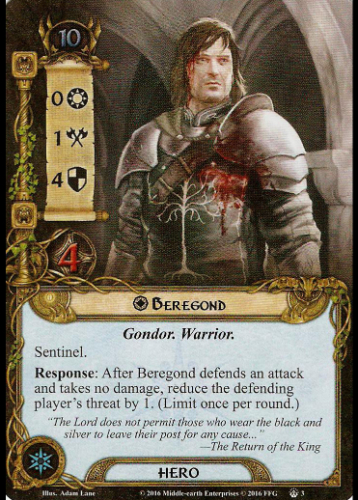 10
0
1
4
4
Beregond
Gondor. Warrior.
Sentinel.
Response: After Beregond defends an attack
and takes no damage, reduce the defending
player's threat by 1. (Limit once per round.)
"The Lord does not permit those who wear the black and
silver to leave their post for any cause..."
—The Return of the King
HERO
Illus. Adam Lane © 2016 Middle-earth Enterprises © 2016 FFG 3